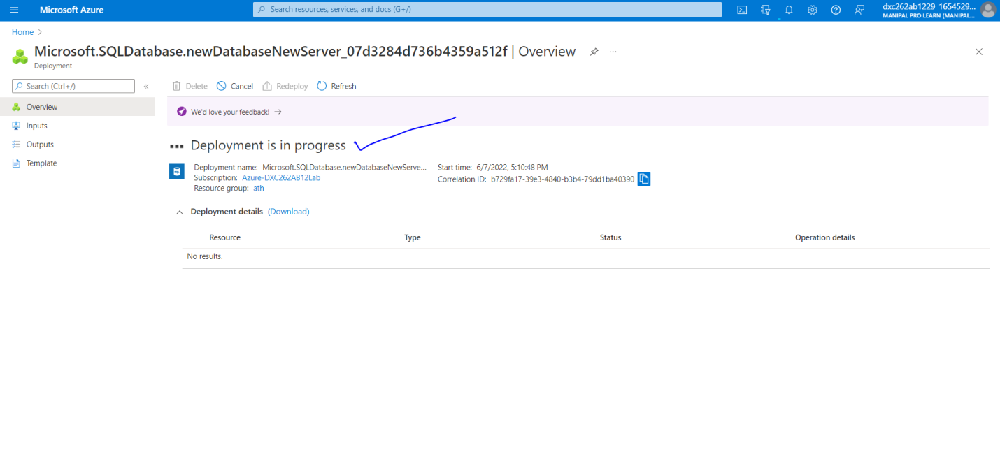 Microsoft Azure
Search resources, services, and docs (G+/)
dxc262ab1229_1654529...
MANIPAL PRO LEARN (MANIPAL...
Home
Microsoft.SQLDatabase.newDatabaseNewServer_07d3284d736b4359a512f | Overview
Deployment
Search (Ctrl+/)
Delete
Cancel
Redeploy
Refresh
Overview
Inputs
Outputs
Template
We'd love your feedback! →
Deployment is in progress
Deployment name: Microsoft.SQLDatabase.newDatabaseNewServe...
Subscription: Azure-DXC262AB12Lab
Resource group: ath
Start time: 6/7/2022, 5:10:48 PM
Correlation ID: b729fa17-39e3-4840-b3b4-79dd1ba40390
Deployment details (Download)
Resource Type Status Operation details
No results.